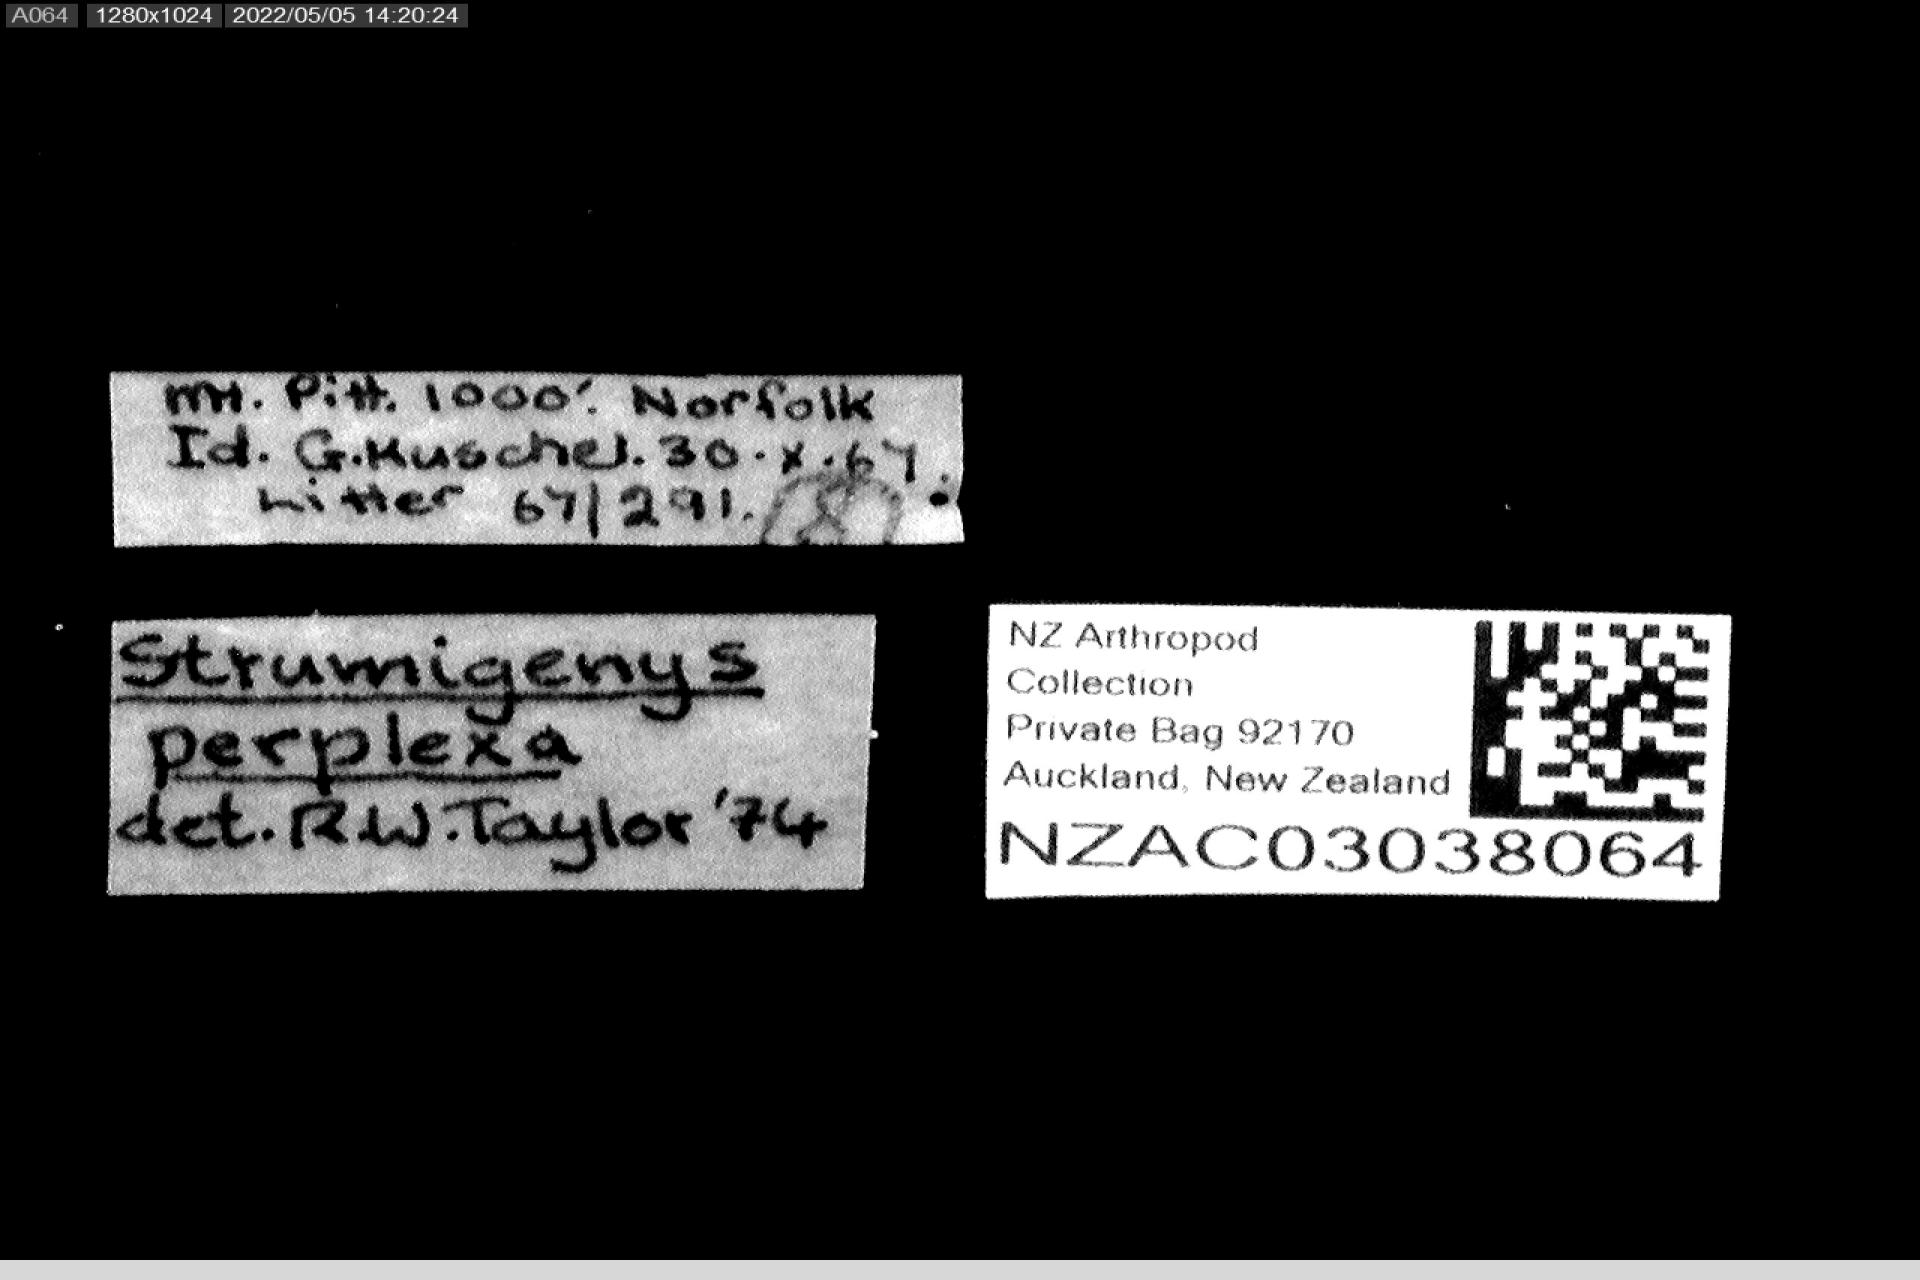 A064 1280x1024 2022/05/05 14:20:24
Mt. Pitt. 1000'. Norfolk
Id. G.Kuschel. 30.x.67.
Litter 67/291.
Strumigenys
perplexa
det. R.W.Taylor '74
NZ Arthropod
Collection
Private Bag 92170
Auckland, New Zealand
NZAC03038064